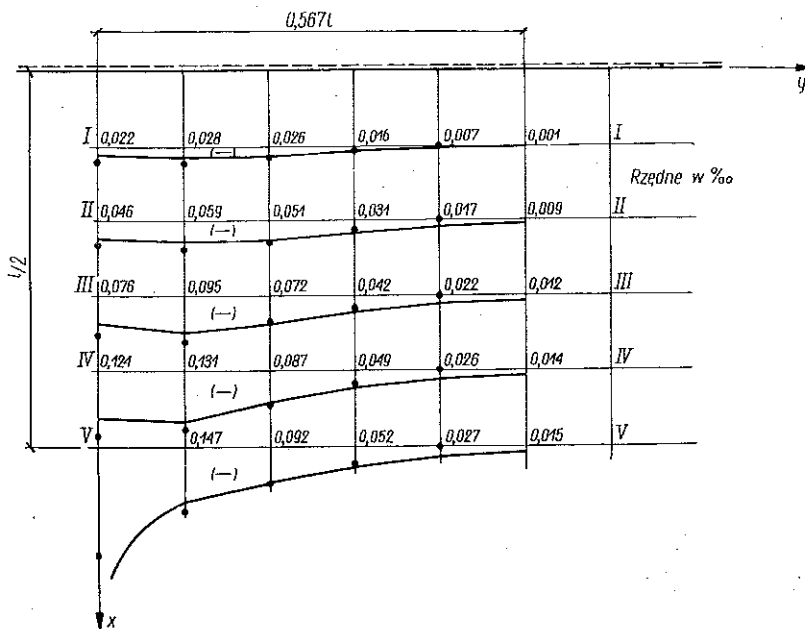 0,567l
y
I 0,022 0,028 0,026 0,016 0,007 0,001 I
(—)
Rzędne w ‰
II 0,046 0,059 0,051 0,031 0,017 0,009 II
(—)
l/2
III 0,076 0,095 0,072 0,042 0,022 0,012 III
(—)
IV 0,124 0,131 0,087 0,049 0,026 0,014 IV
(—)
V 0,147 0,092 0,052 0,027 0,015 V
(—)
x